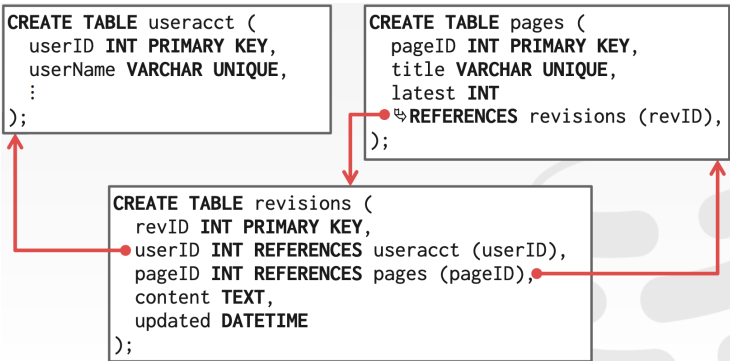 CREATE TABLE useracct (
userID INT PRIMARY KEY,
userName VARCHAR UNIQUE,
⋮
);
CREATE TABLE pages (
pageID INT PRIMARY KEY,
title VARCHAR UNIQUE,
latest INT
↳REFERENCES revisions (revID),
);
CREATE TABLE revisions (
revID INT PRIMARY KEY,
userID INT REFERENCES useracct (userID),
pageID INT REFERENCES pages (pageID),
content TEXT,
updated DATETIME
);